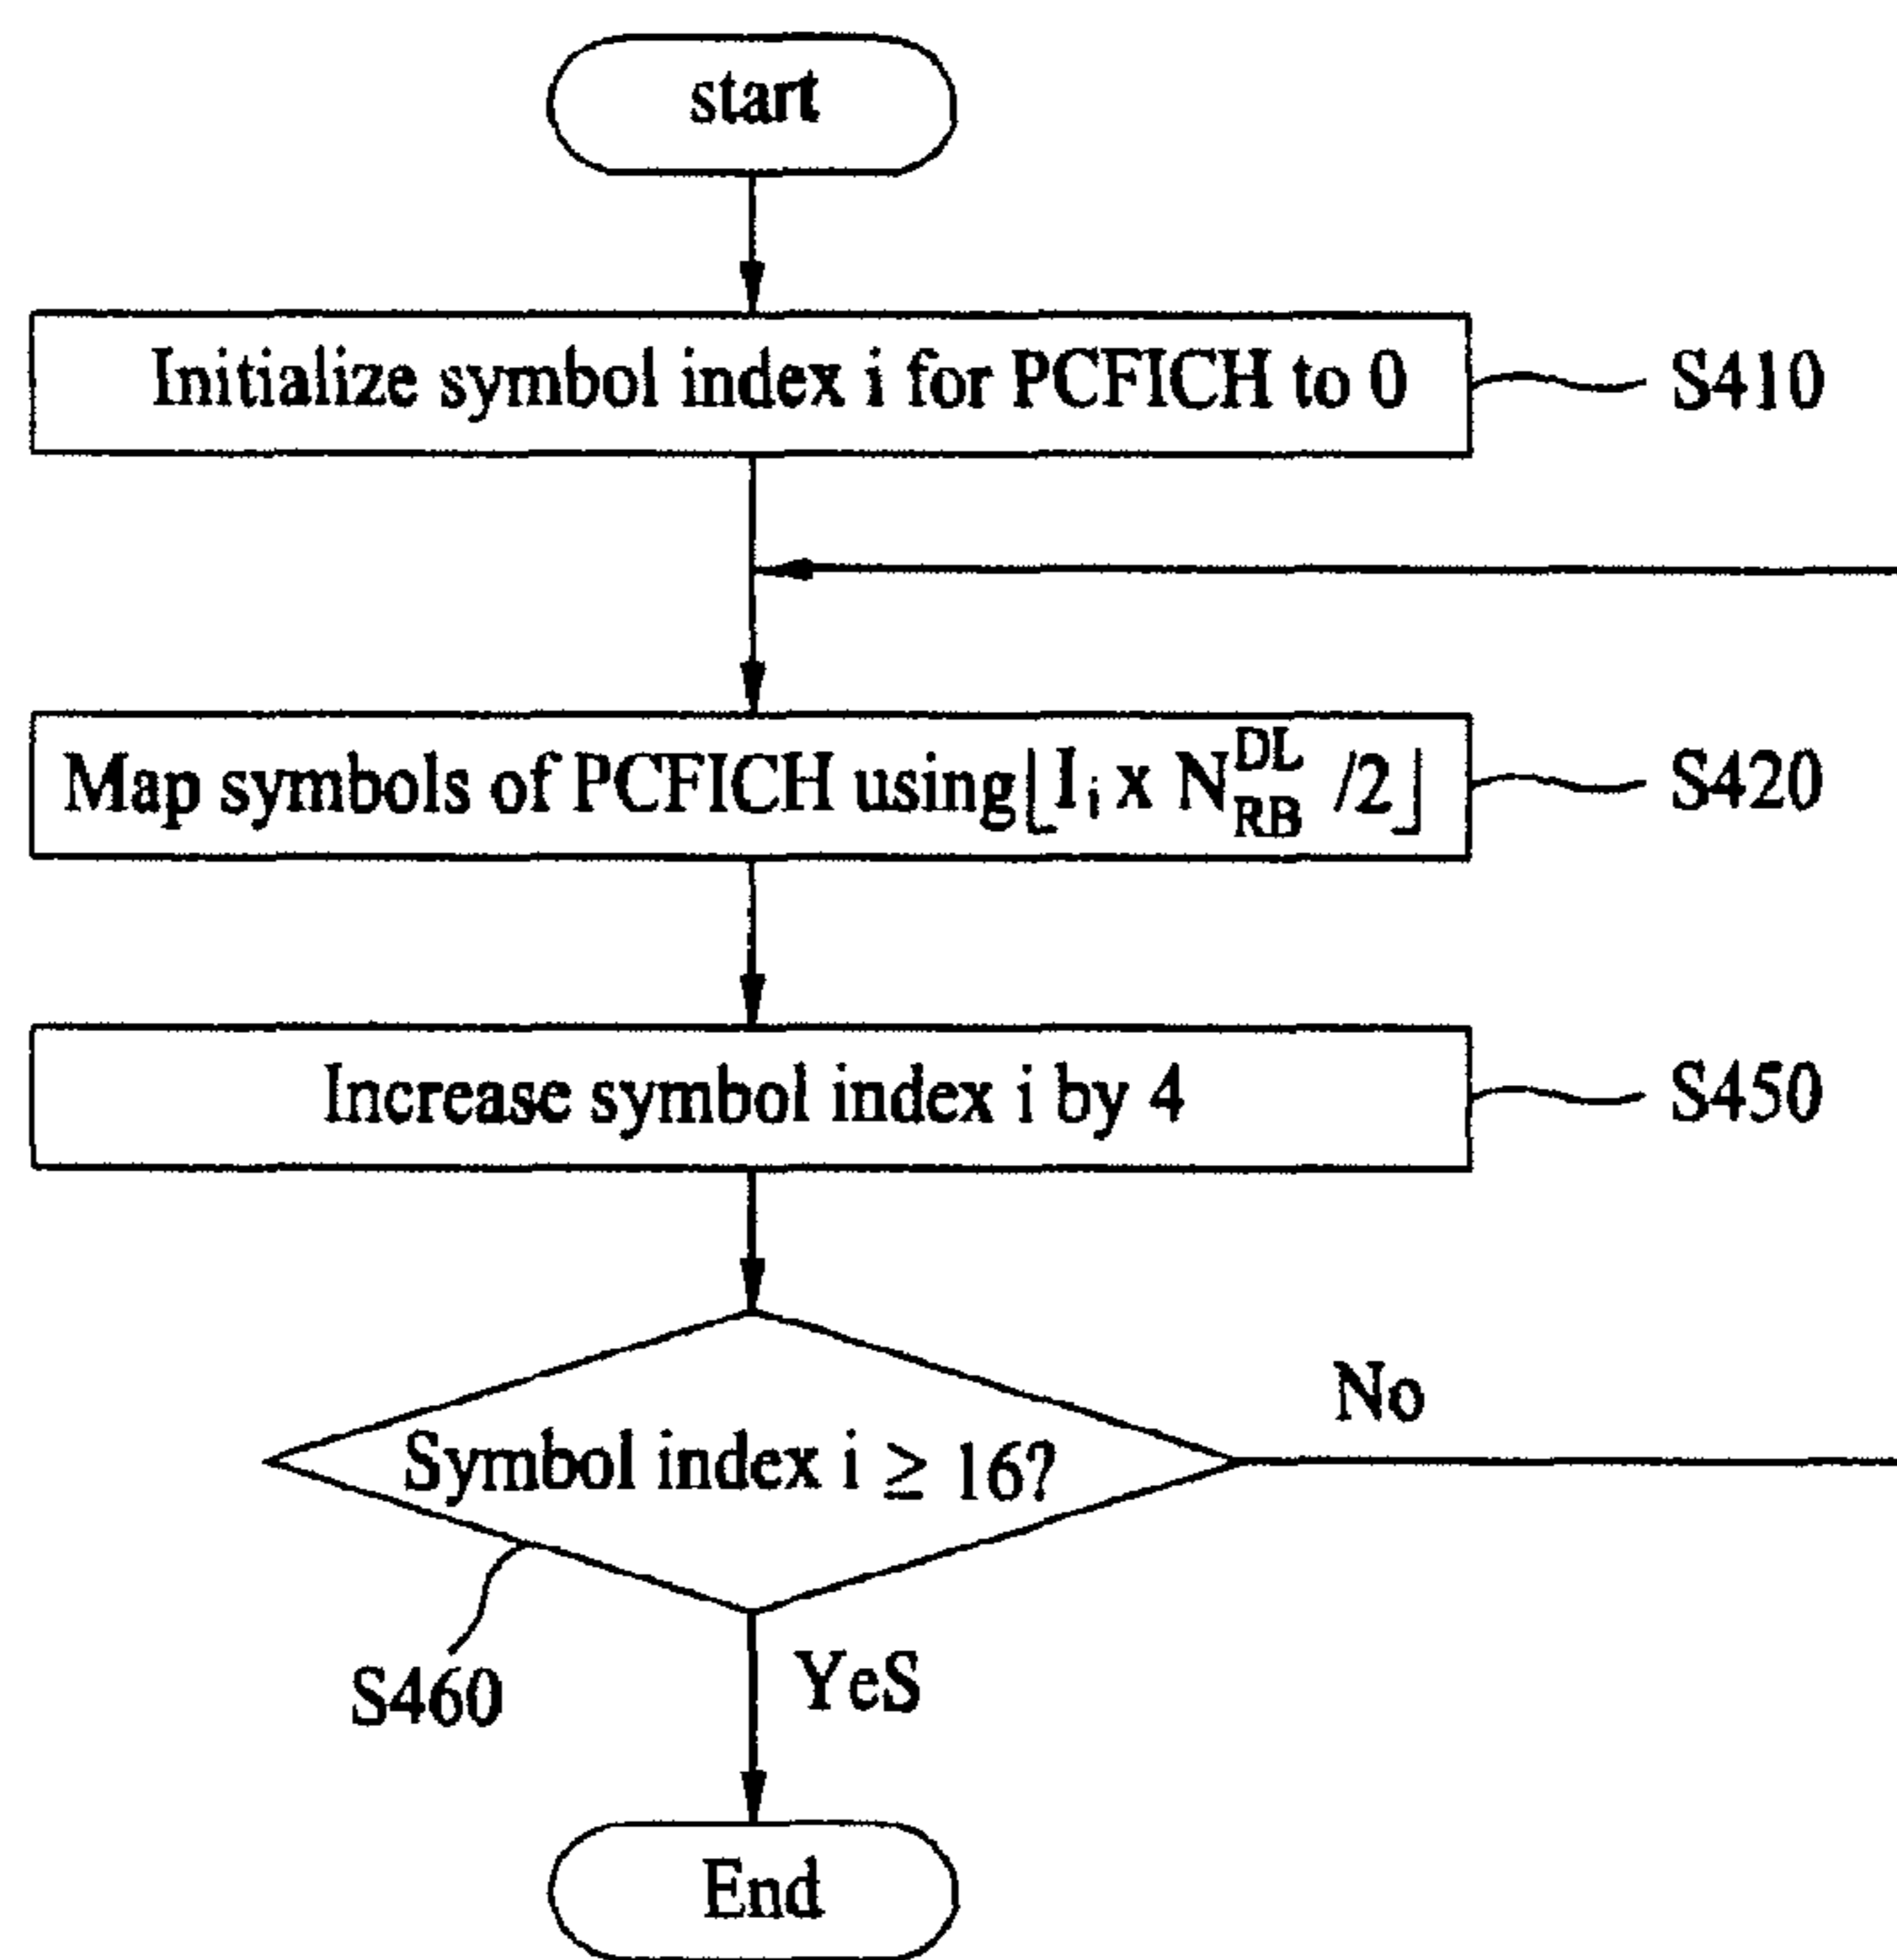 start
Initialize symbol index i for PCFICH to 0
S410
Map symbols of PCFICH using ⌊I_i x N_RB^DL /2⌋
S420
Increase symbol index i by 4
S450
Symbol index i ≥ 16?
No
S460
YeS
End